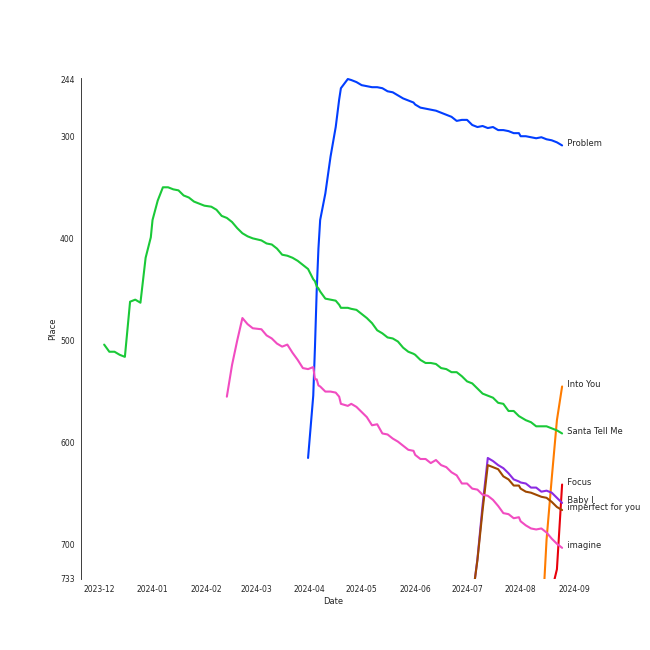 244
300
400
500
600
700
733
Place
Problem
Into You
Santa Tell Me
Focus
Baby I
imperfect for you
imagine
2023-12 2024-01 2024-02 2024-03 2024-04 2024-05 2024-06 2024-07 2024-08 2024-09
Date